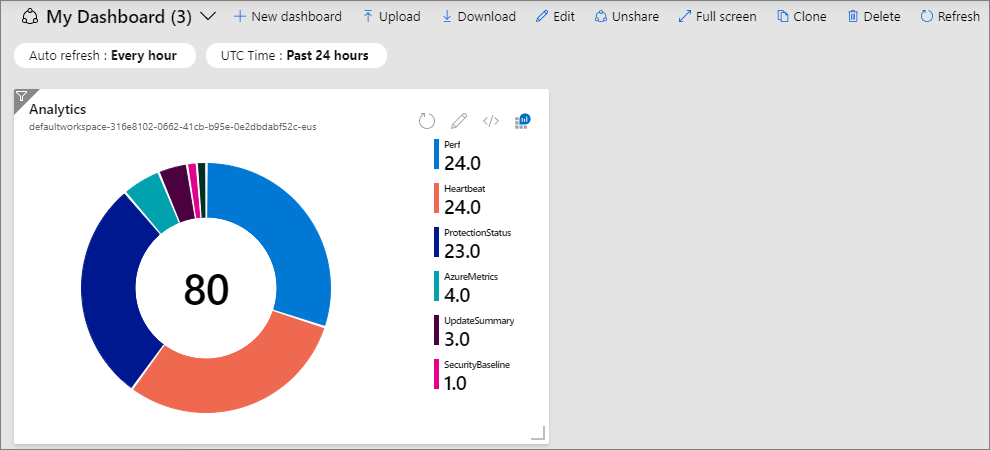 My Dashboard (3) New dashboard Upload Download Edit Unshare Full screen Clone Delete Refresh
Auto refresh : Every hour UTC Time : Past 24 hours
Analytics
defaultworkspace-316e8102-0662-41cb-b95e-0e2dbdabf52c-eus
Perf
24.0
Heartbeat
24.0
ProtectionStatus
23.0
AzureMetrics
4.0
UpdateSummary
3.0
SecurityBaseline
1.0
80